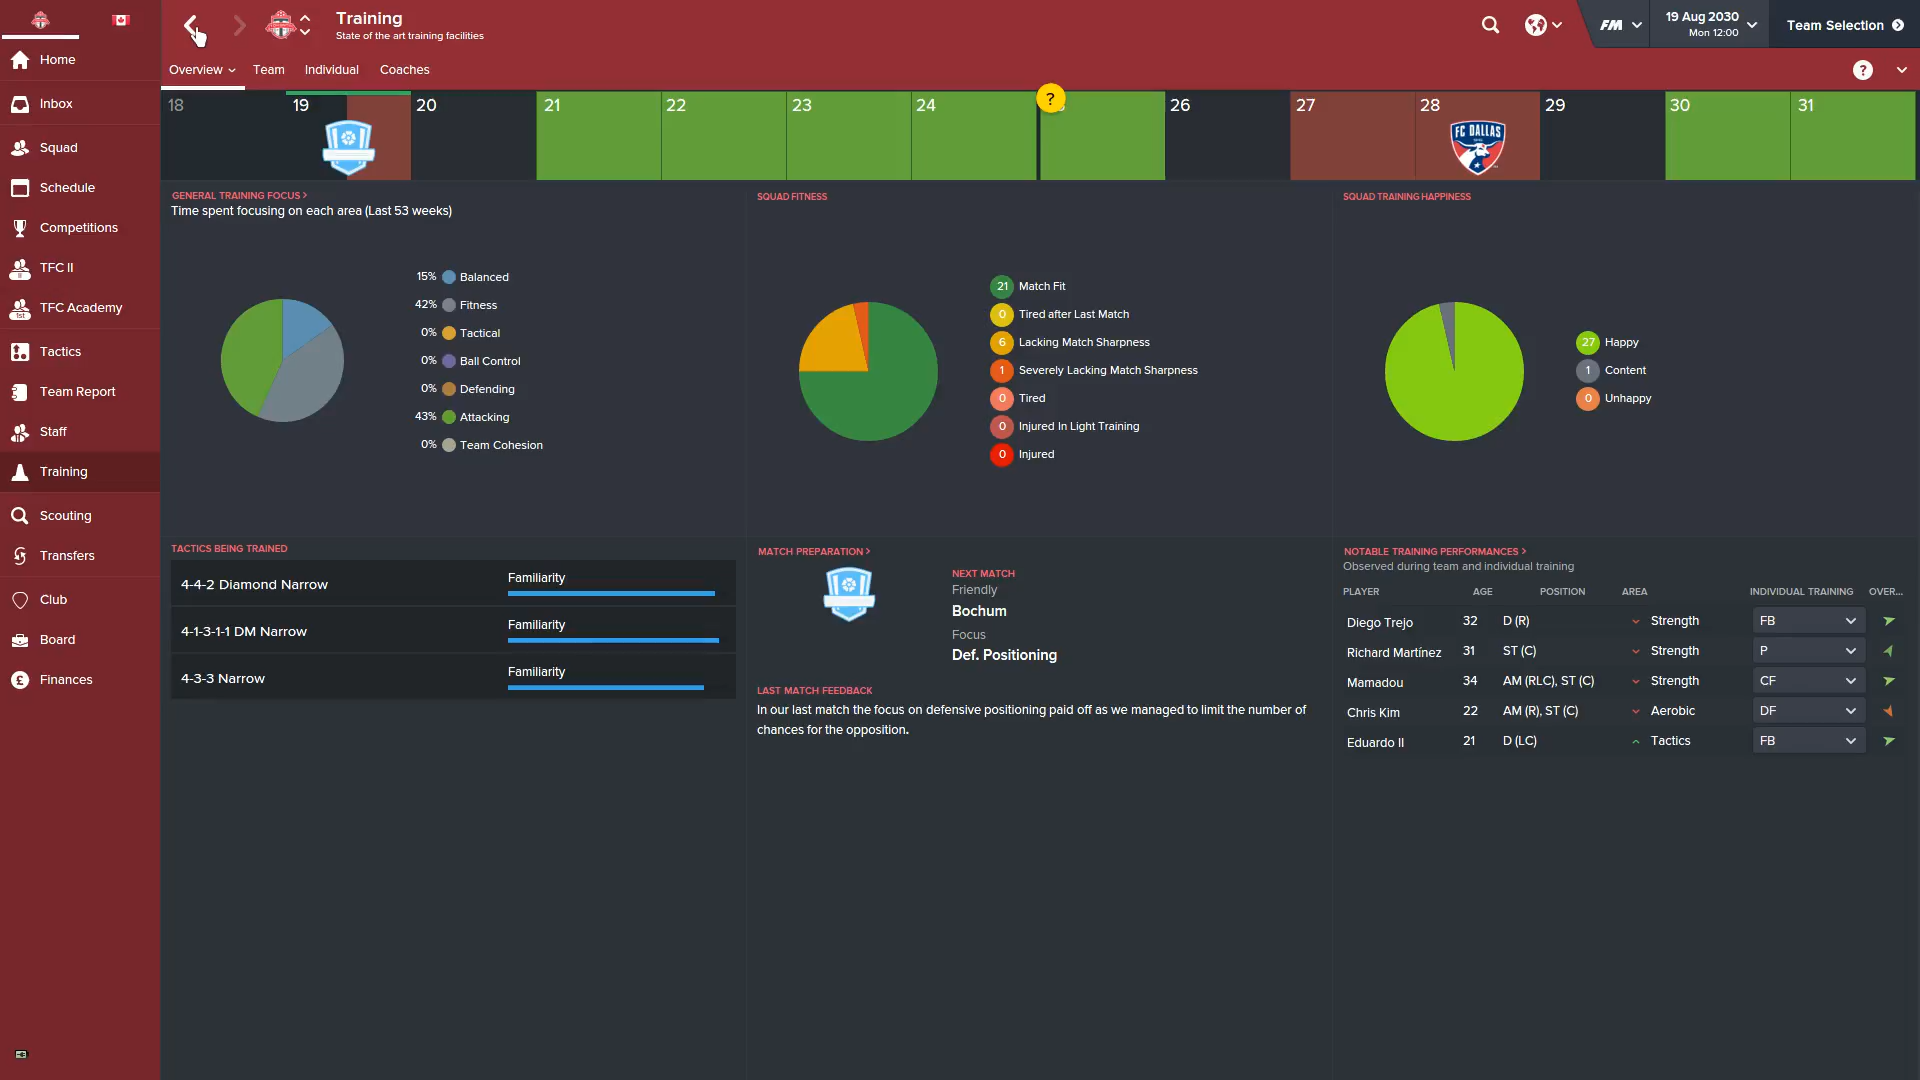 Training
State of the art training facilities
FM
19 Aug 2030
Mon 12:00
Team Selection
Home
Inbox
Squad
Schedule
Competitions
TFC II
TFC Academy
Tactics
Team Report
Staff
Training
Scouting
Transfers
Club
Board
Finances
Overview Team Individual Coaches
?
18 19 20 21 22 23 24 ? 26 27 28 29 30 31
FC DALLAS
GENERAL TRAINING FOCUS >
Time spent focusing on each area (Last 53 weeks)
15% Balanced
42% Fitness
0% Tactical
0% Ball Control
0% Defending
43% Attacking
0% Team Cohesion
SQUAD FITNESS
21 Match Fit
0 Tired after Last Match
6 Lacking Match Sharpness
1 Severely Lacking Match Sharpness
0 Tired
0 Injured In Light Training
0 Injured
SQUAD TRAINING HAPPINESS
27 Happy
1 Content
0 Unhappy
TACTICS BEING TRAINED
4-4-2 Diamond Narrow Familiarity
4-1-3-1-1 DM Narrow Familiarity
4-3-3 Narrow Familiarity
MATCH PREPARATION >
NEXT MATCH
Friendly
Bochum
Focus
Def. Positioning
LAST MATCH FEEDBACK
In our last match the focus on defensive positioning paid off as we managed to limit the number of
chances for the opposition.
NOTABLE TRAINING PERFORMANCES >
Observed during team and individual training
PLAYER AGE POSITION AREA INDIVIDUAL TRAINING OVER...
Diego Trejo 32 D (R) Strength FB
Richard Martínez 31 ST (C) Strength P
Mamadou 34 AM (RLC), ST (C) Strength CF
Chris Kim 22 AM (R), ST (C) Aerobic DF
Eduardo II 21 D (LC) Tactics FB